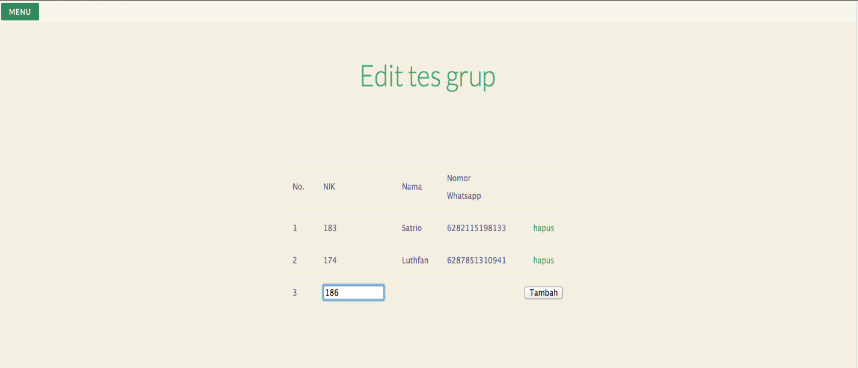 MENU
Edit tes grup
No. NIK Nama Nomor Whatsapp
1 183 Satrio 6282115198133 hapus
2 174 Luthfan 6287851310941 hapus
3 186 Tambah